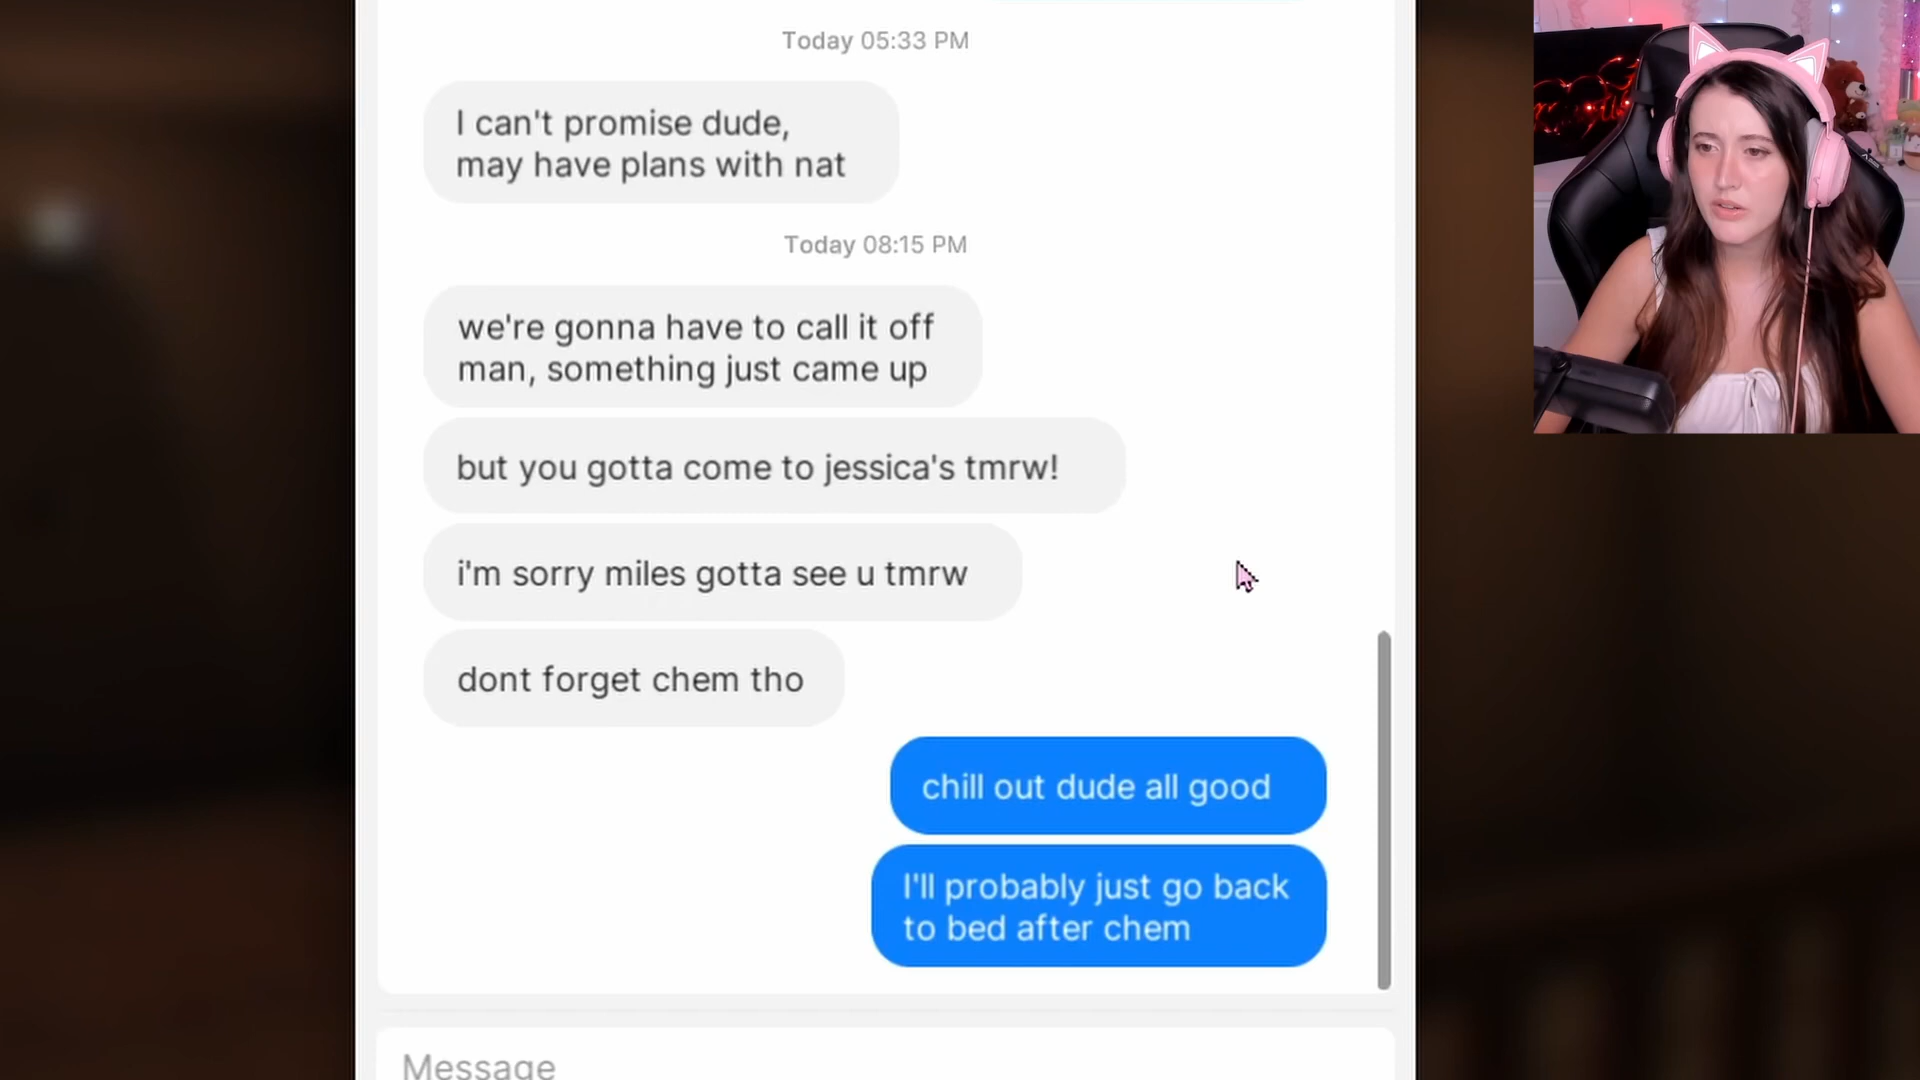 Today 05:33 PM
I can't promise dude,
may have plans with nat
Today 08:15 PM
we're gonna have to call it off
man, something just came up
but you gotta come to jessica's tmrw!
i'm sorry miles gotta see u tmrw
dont forget chem tho
chill out dude all good
I'll probably just go back
to bed after chem
Message